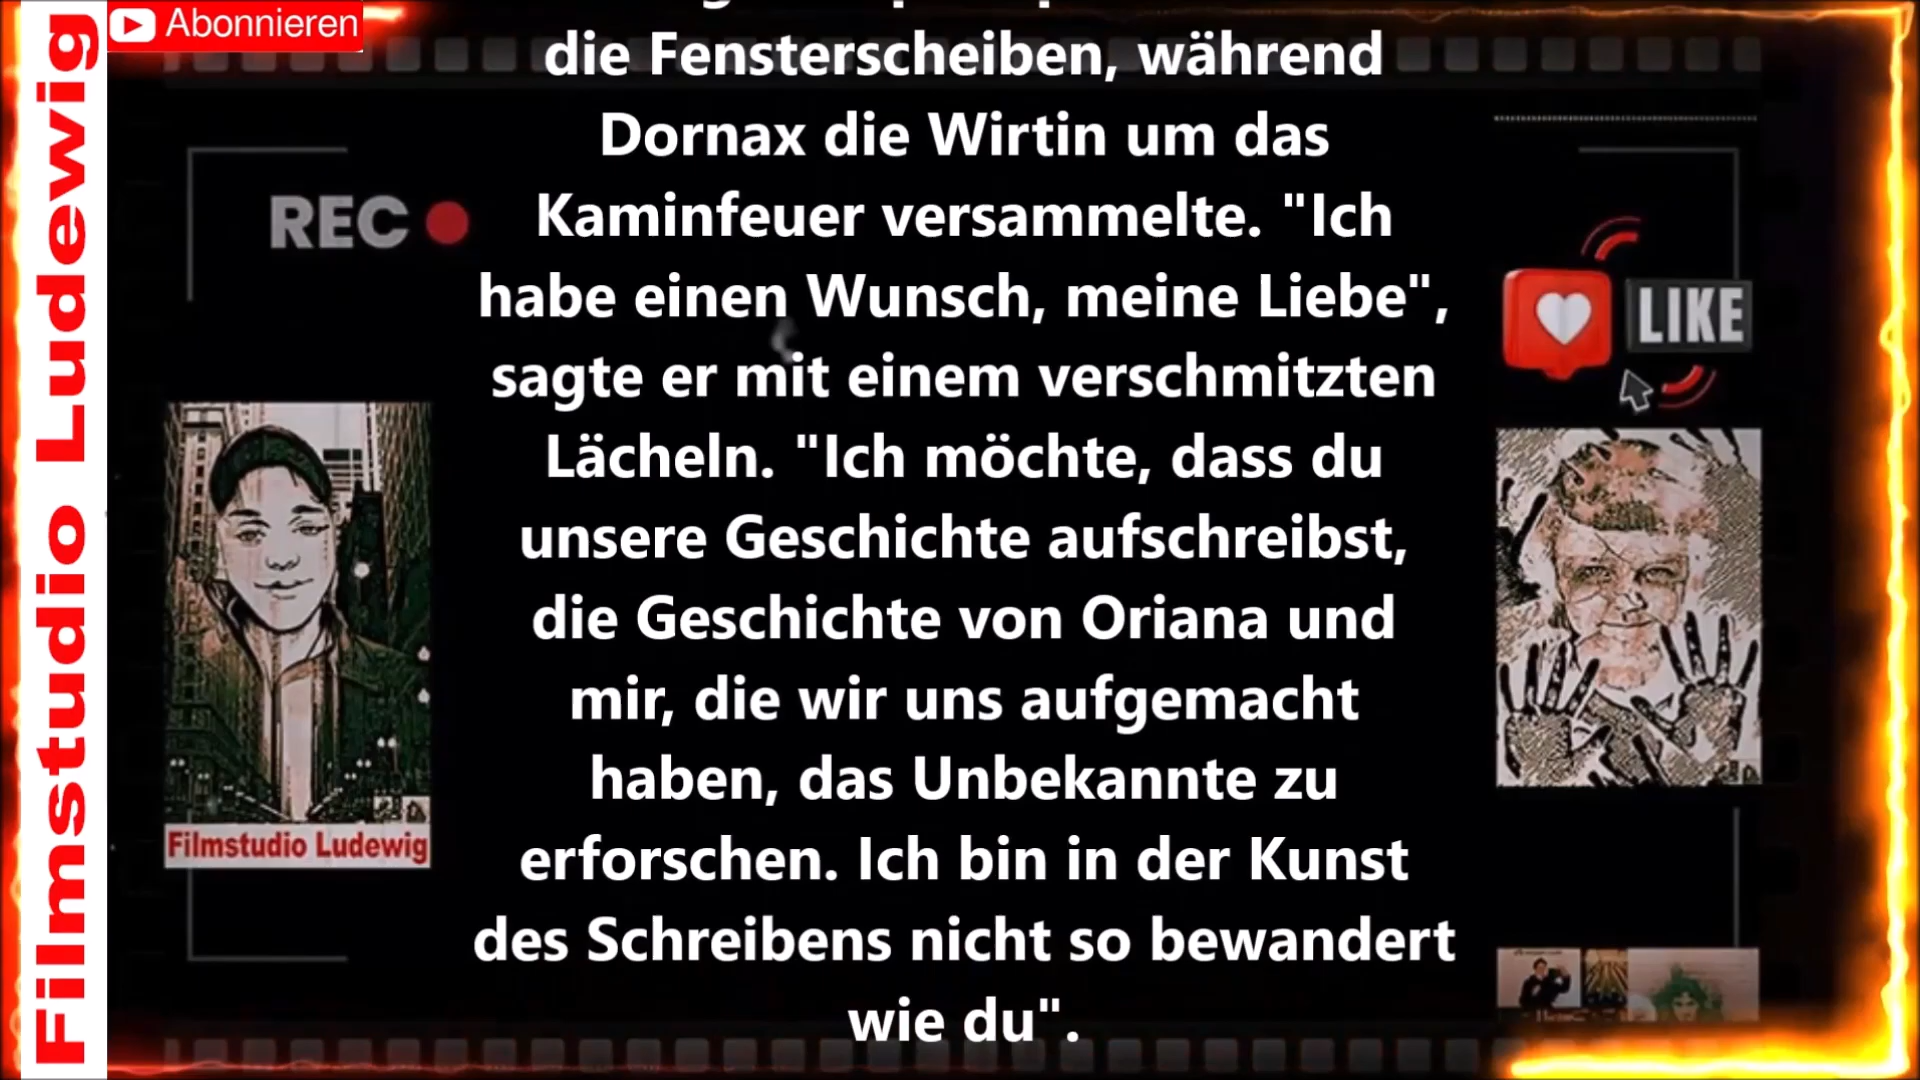 Abonnieren
Filmstudio Ludewig
die Fensterscheiben, während
Dornax die Wirtin um das
Kaminfeuer versammelte. "Ich
habe einen Wunsch, meine Liebe",
sagte er mit einem verschmitzten
Lächeln. "Ich möchte, dass du
unsere Geschichte aufschreibst,
die Geschichte von Oriana und
mir, die wir uns aufgemacht
haben, das Unbekannte zu
erforschen. Ich bin in der Kunst
des Schreibens nicht so bewandert
wie du".
REC
LIKE
Filmstudio Ludewig